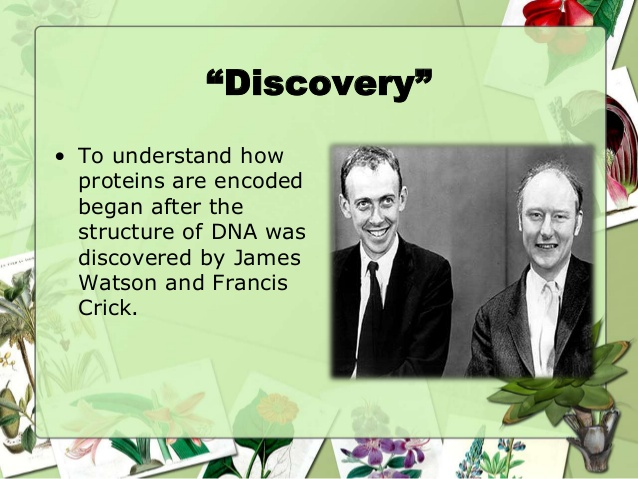 “Discovery”
• To understand how
proteins are encoded
began after the
structure of DNA was
discovered by James
Watson and Francis
Crick.